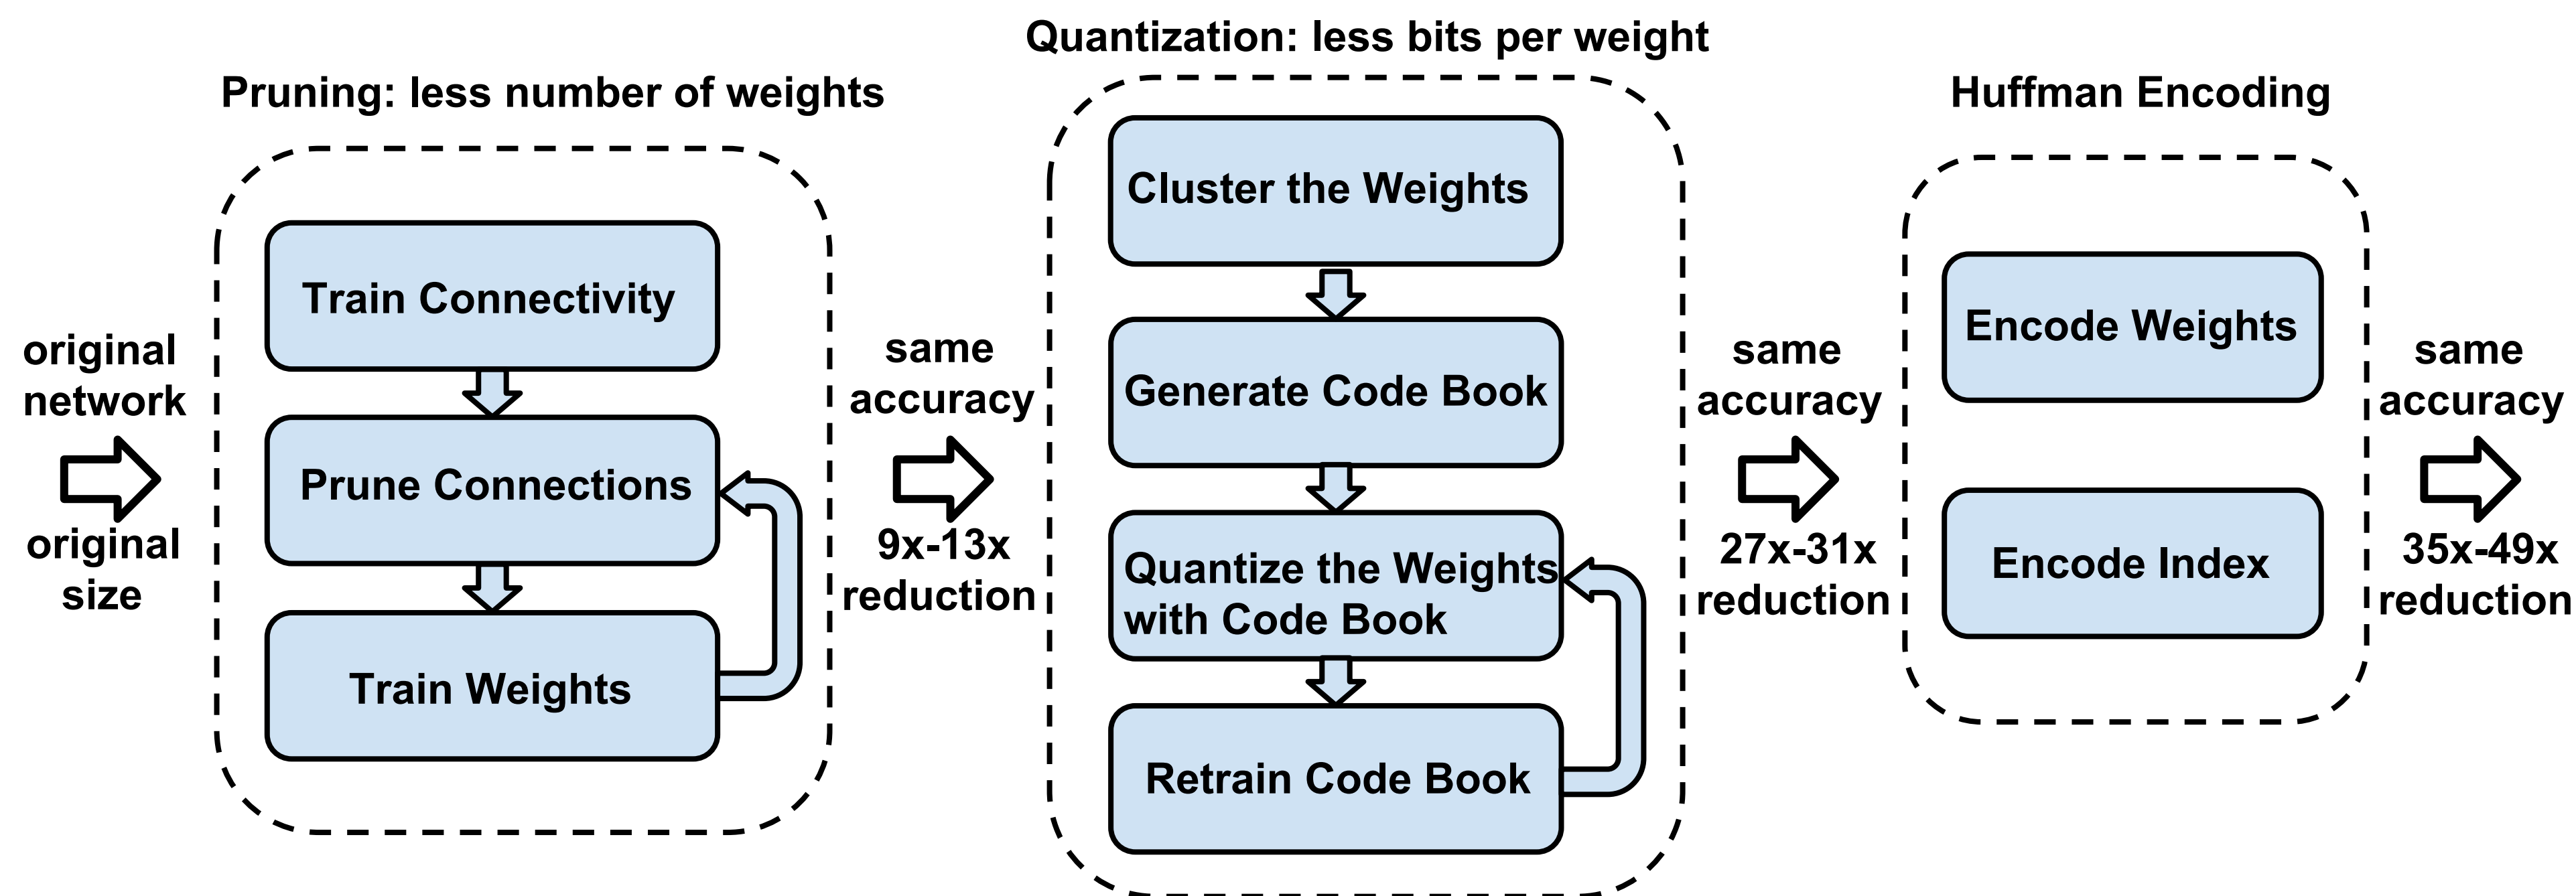 Pruning: less number of weights
Train Connectivity
Prune Connections
Train Weights
original
network
original
size
same
accuracy
9x-13x
reduction
Quantization: less bits per weight
Cluster the Weights
Generate Code Book
Quantize the Weights
with Code Book
Retrain Code Book
same
accuracy
27x-31x
reduction
Huffman Encoding
Encode Weights
Encode Index
same
accuracy
35x-49x
reduction